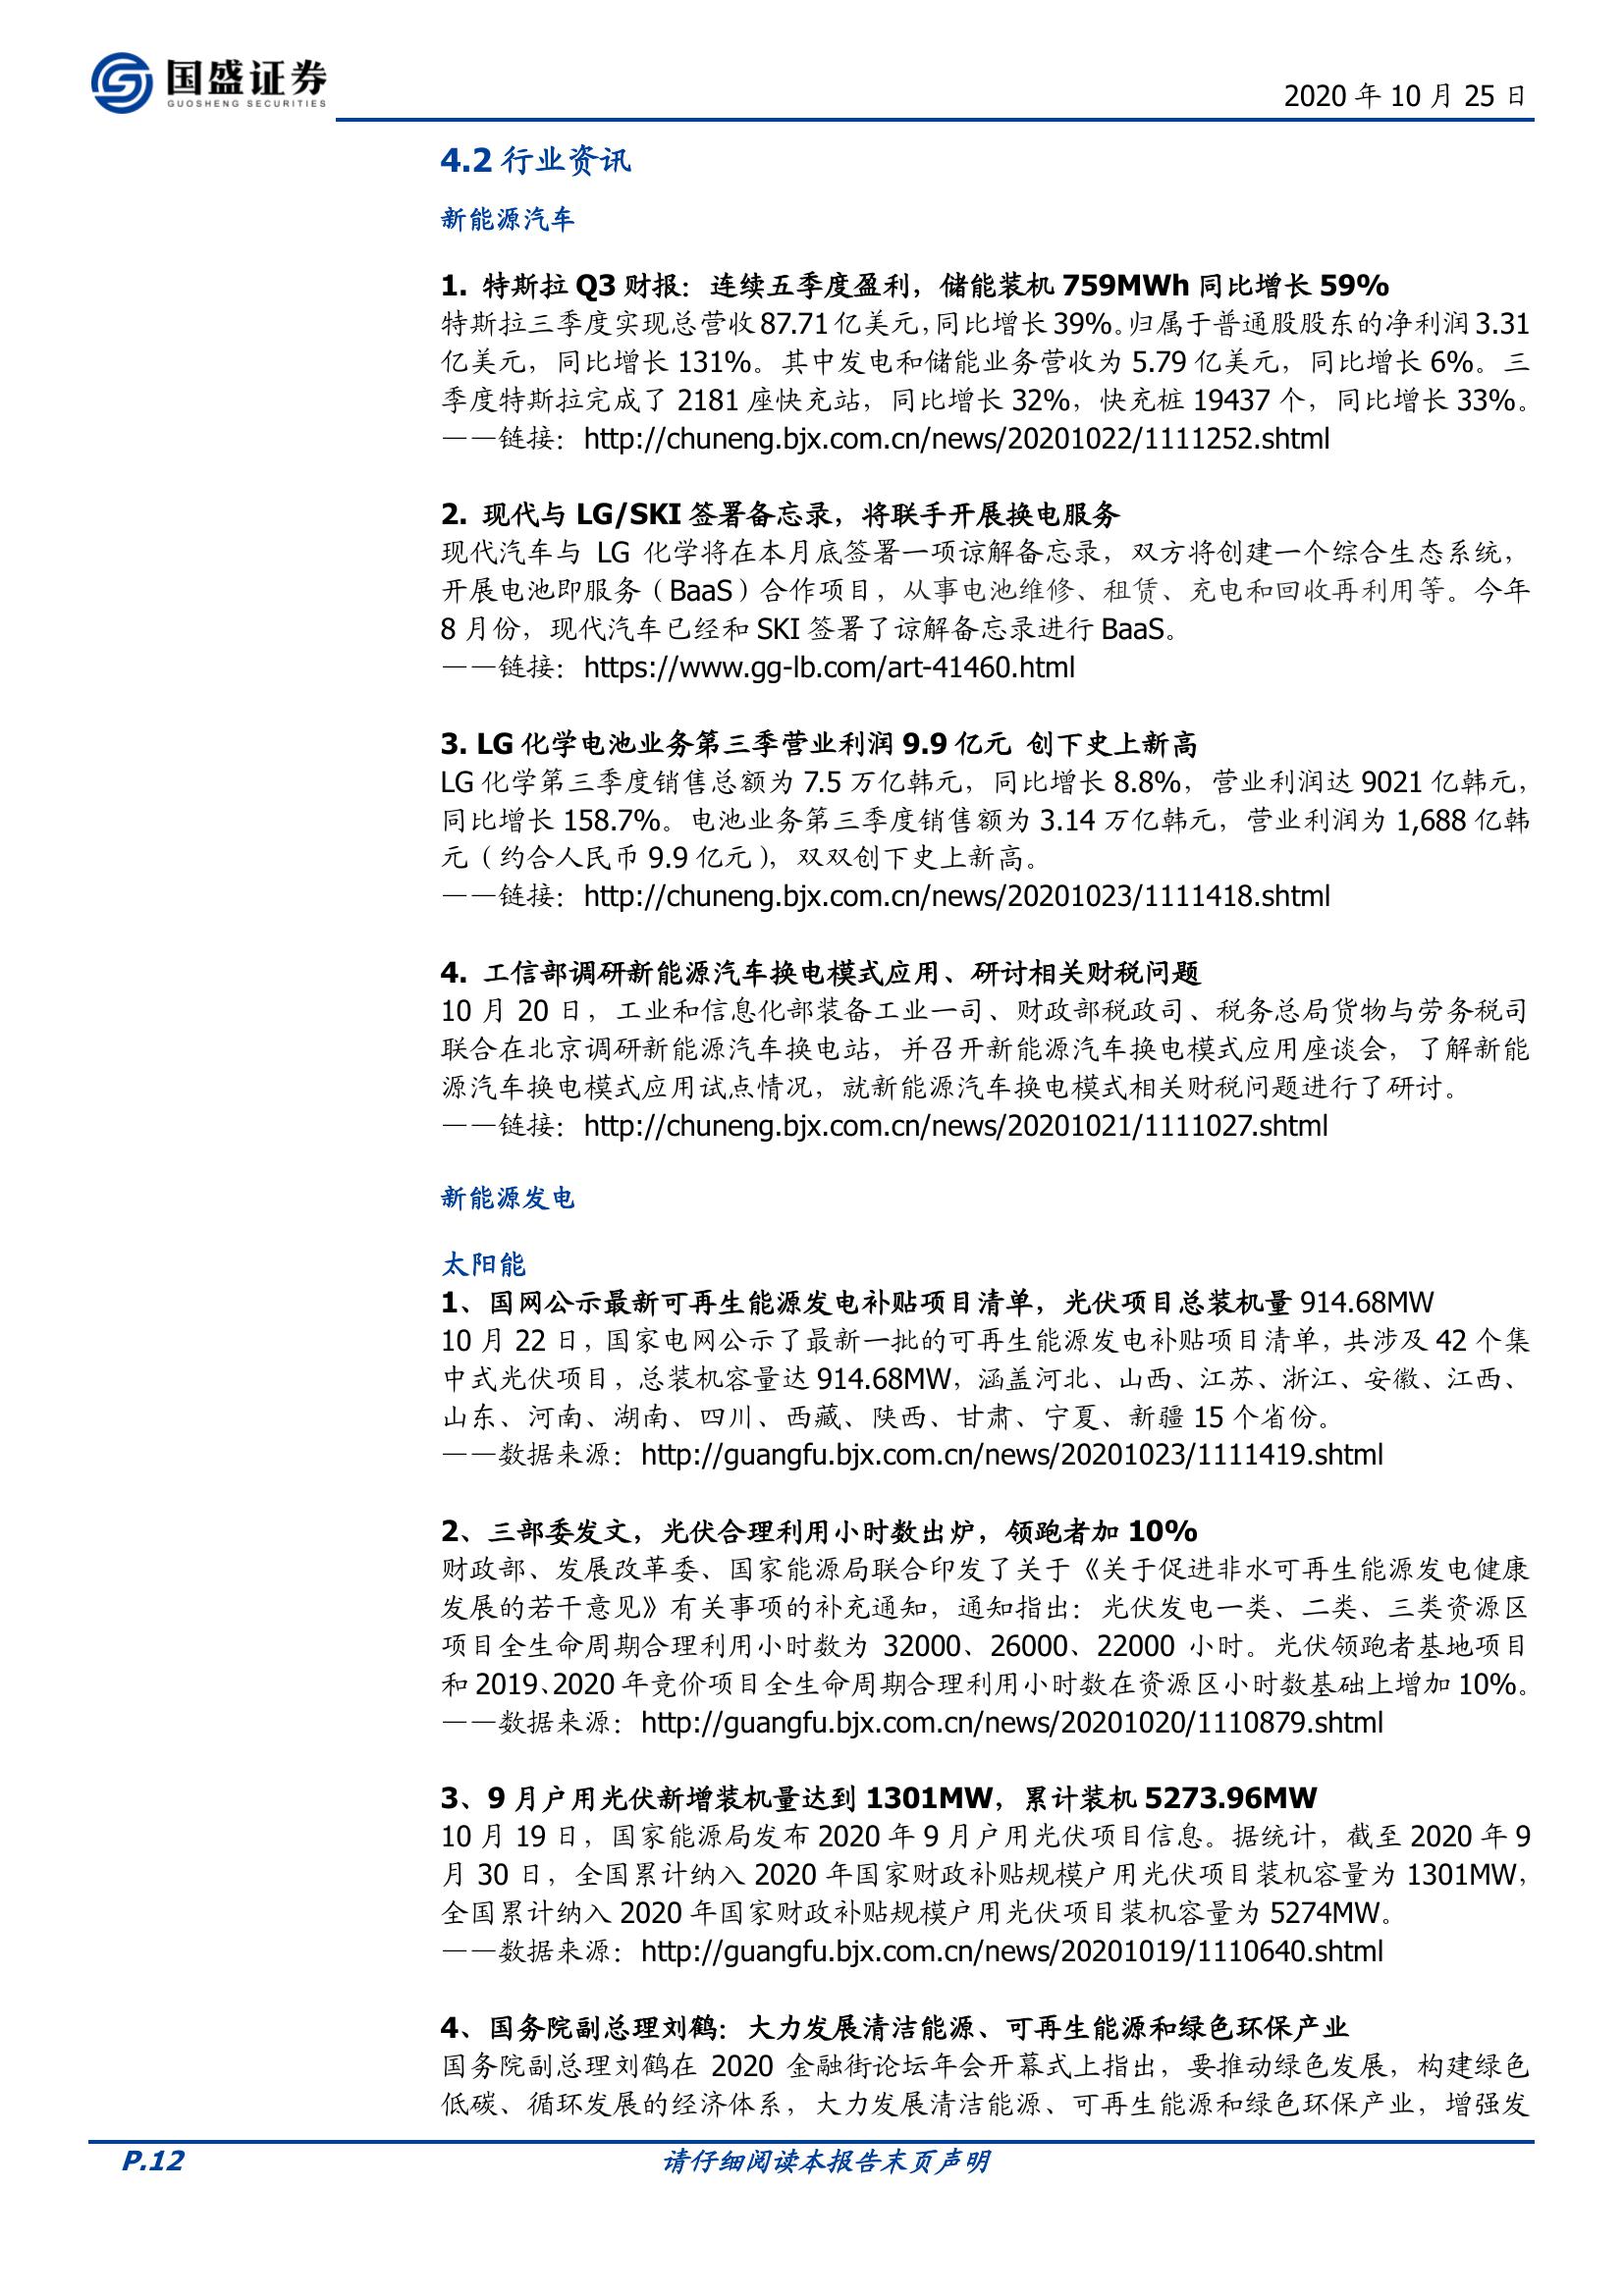 国盛证券
GUOSHENG SECURITIES
2020 年 10 月 25 日
4.2 行业资讯
新能源汽车
1. 特斯拉 Q3 财报：连续五季度盈利，储能装机 759MWh 同比增长 59%
特斯拉三季度实现总营收87.71亿美元，同比增长39%。归属于普通股股东的净利润3.31
亿美元，同比增长 131%。其中发电和储能业务营收为 5.79 亿美元，同比增长 6%。三
季度特斯拉完成了 2181 座快充站，同比增长 32%，快充桩 19437 个，同比增长 33%。
——链接：http://chuneng.bjx.com.cn/news/20201022/1111252.shtml
2. 现代与 LG/SKI 签署备忘录，将联手开展换电服务
现代汽车与 LG 化学将在本月底签署一项谅解备忘录，双方将创建一个综合生态系统，
开展电池即服务（BaaS）合作项目，从事电池维修、租赁、充电和回收再利用等。今年
8 月份，现代汽车已经和 SKI 签署了谅解备忘录进行 BaaS。
——链接：https://www.gg-lb.com/art-41460.html
3. LG 化学电池业务第三季营业利润 9.9 亿元 创下史上新高
LG 化学第三季度销售总额为 7.5 万亿韩元，同比增长 8.8%，营业利润达 9021 亿韩元，
同比增长 158.7%。电池业务第三季度销售额为 3.14 万亿韩元，营业利润为 1,688 亿韩
元（约合人民币 9.9 亿元），双双创下史上新高。
——链接：http://chuneng.bjx.com.cn/news/20201023/1111418.shtml
4. 工信部调研新能源汽车换电模式应用、研讨相关财税问题
10 月 20 日，工业和信息化部装备工业一司、财政部税政司、税务总局货物与劳务税司
联合在北京调研新能源汽车换电站，并召开新能源汽车换电模式应用座谈会，了解新能
源汽车换电模式应用试点情况，就新能源汽车换电模式相关财税问题进行了研讨。
——链接：http://chuneng.bjx.com.cn/news/20201021/1111027.shtml
新能源发电
太阳能
1、国网公示最新可再生能源发电补贴项目清单，光伏项目总装机量 914.68MW
10 月 22 日，国家电网公示了最新一批的可再生能源发电补贴项目清单，共涉及 42 个集
中式光伏项目，总装机容量达 914.68MW，涵盖河北、山西、江苏、浙江、安徽、江西、
山东、河南、湖南、四川、西藏、陕西、甘肃、宁夏、新疆 15 个省份。
——数据来源：http://guangfu.bjx.com.cn/news/20201023/1111419.shtml
2、三部委发文，光伏合理利用小时数出炉，领跑者加 10%
财政部、发展改革委、国家能源局联合印发了关于《关于促进非水可再生能源发电健康
发展的若干意见》有关事项的补充通知，通知指出：光伏发电一类、二类、三类资源区
项目全生命周期合理利用小时数为 32000、26000、22000 小时。光伏领跑者基地项目
和 2019、2020 年竞价项目全生命周期合理利用小时数在资源区小时数基础上增加 10%。
——数据来源：http://guangfu.bjx.com.cn/news/20201020/1110879.shtml
3、9 月户用光伏新增装机量达到 1301MW，累计装机 5273.96MW
10 月 19 日，国家能源局发布 2020 年 9 月户用光伏项目信息。据统计，截至 2020 年 9
月 30 日，全国累计纳入 2020 年国家财政补贴规模户用光伏项目装机容量为 1301MW，
全国累计纳入 2020 年国家财政补贴规模户用光伏项目装机容量为 5274MW。
——数据来源：http://guangfu.bjx.com.cn/news/20201019/1110640.shtml
4、国务院副总理刘鹤：大力发展清洁能源、可再生能源和绿色环保产业
国务院副总理刘鹤在 2020 金融街论坛年会开幕式上指出，要推动绿色发展，构建绿色
低碳、循环发展的经济体系，大力发展清洁能源、可再生能源和绿色环保产业，增强发
P.12
请仔细阅读本报告末页声明